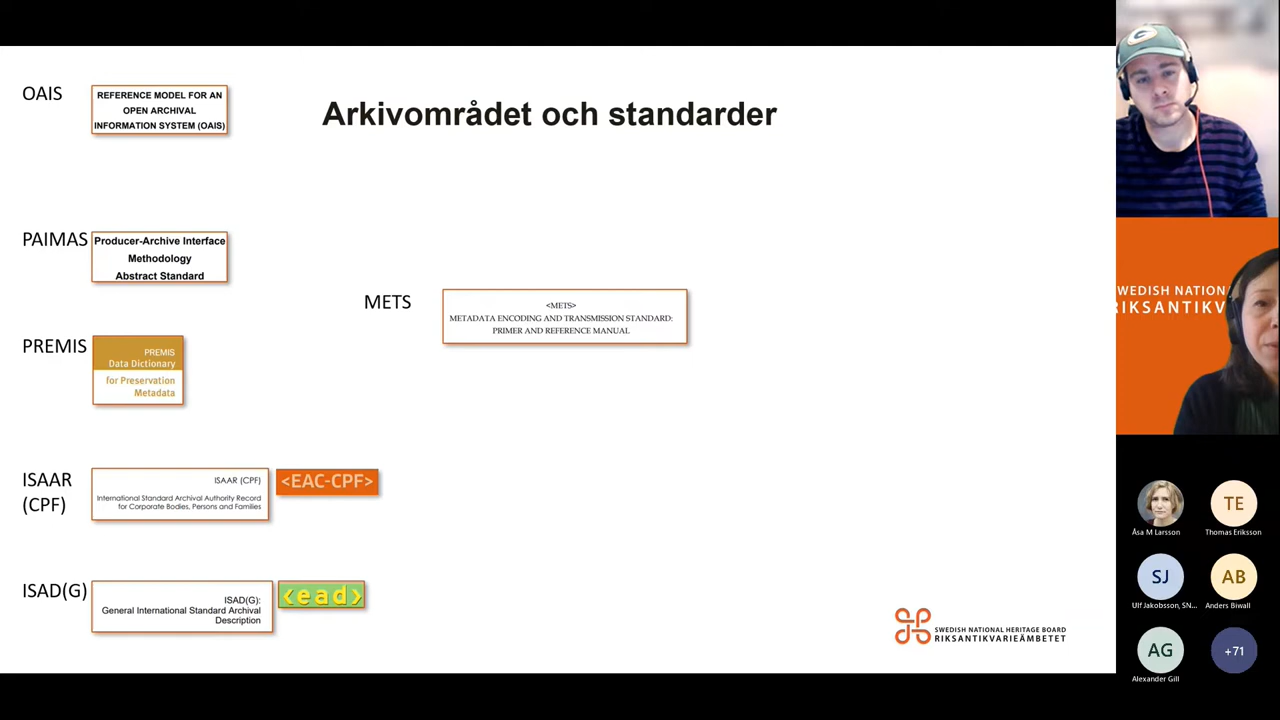 Arkivområdet och standarder
OAIS
REFERENCE MODEL FOR AN
OPEN ARCHIVAL
INFORMATION SYSTEM (OAIS)
PAIMAS
Producer-Archive Interface
Methodology
Abstract Standard
METS
<METS>
METADATA ENCODING AND TRANSMISSION STANDARD:
PRIMER AND REFERENCE MANUAL
PREMIS
PREMIS
Data Dictionary
for Preservation
Metadata
ISAAR
(CPF)
ISAAR (CPF)
International Standard Archival Authority Record
for Corporate Bodies, Persons and Families
<EAC-CPF>
ISAD(G)
ISAD(G):
General International Standard Archival
Description
<ead>
SWEDISH NATIONAL HERITAGE BOARD
RIKSANTIKVARIEÄMBETET
G
SWEDISH NATION
RIKSANTIKV
Åsa M Larsson
TE
Thomas Eriksson
SJ
Ulf Jakobsson, SN...
AB
Anders Biwall
AG
Alexander Gill
+71